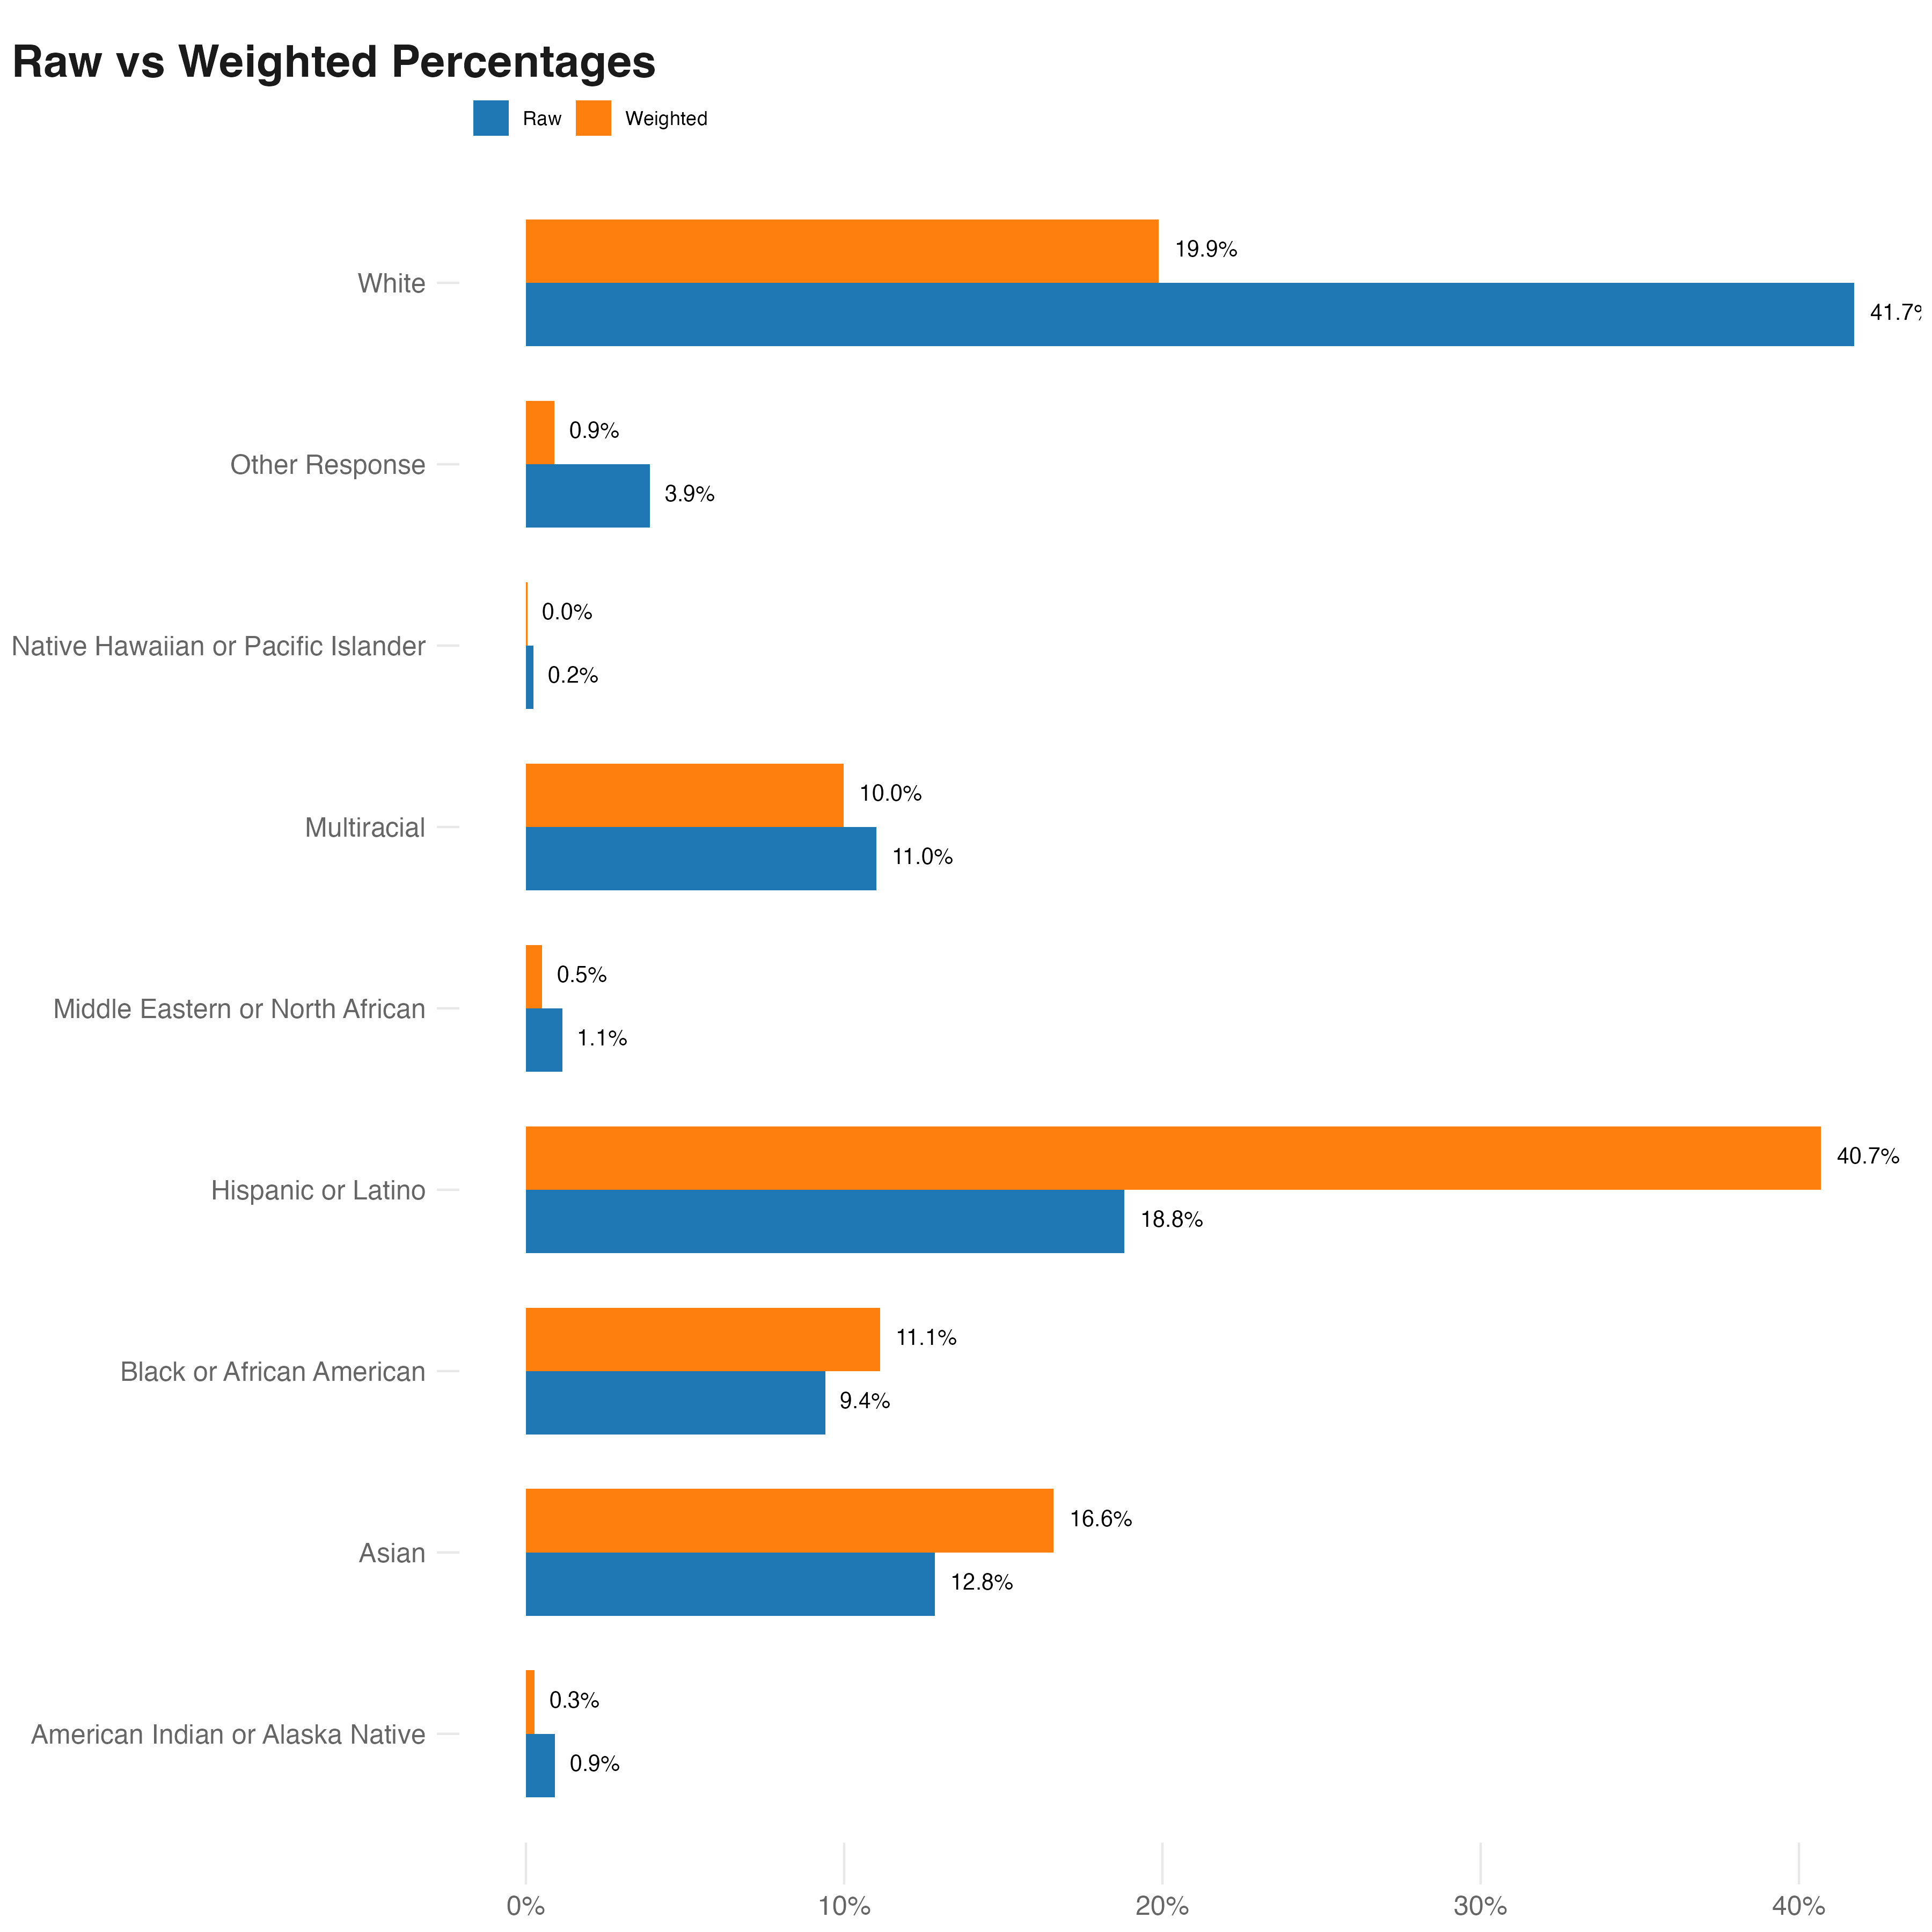 Raw vs Weighted Percentages
Raw Weighted
White
19.9%
41.7%
Other Response
0.9%
3.9%
Native Hawaiian or Pacific Islander
0.0%
0.2%
Multiracial
10.0%
11.0%
Middle Eastern or North African
0.5%
1.1%
Hispanic or Latino
40.7%
18.8%
Black or African American
11.1%
9.4%
Asian
16.6%
12.8%
American Indian or Alaska Native
0.3%
0.9%
0% 10% 20% 30% 40%